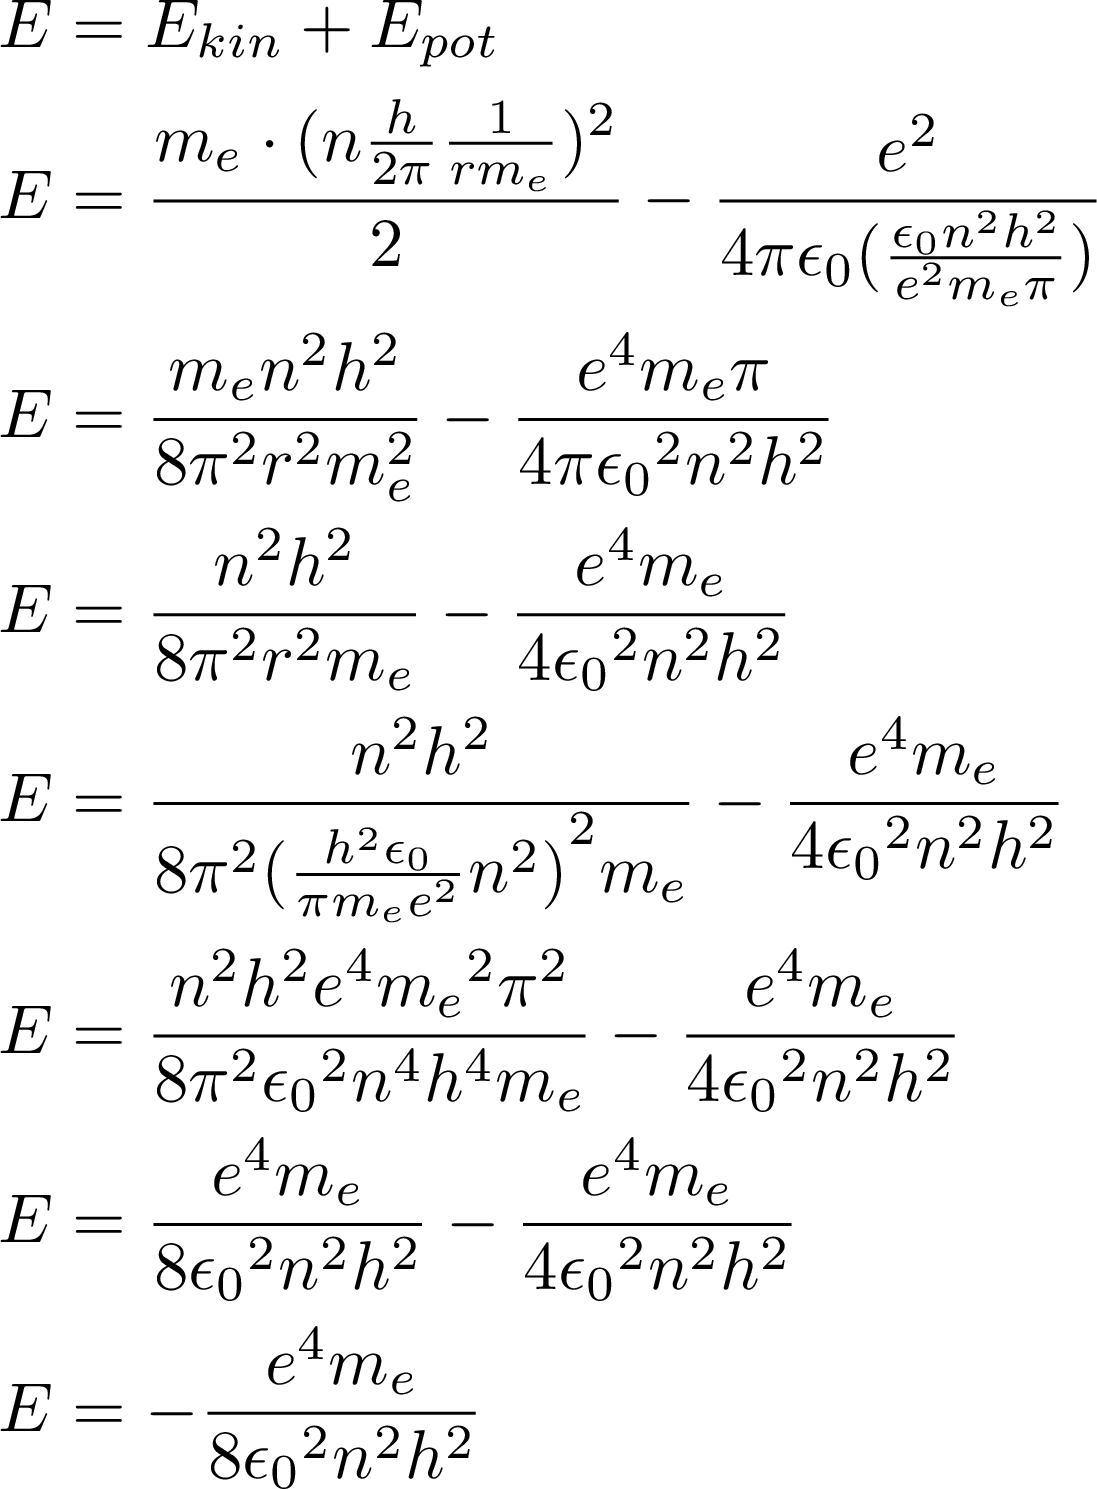 $E = E_{kin} + E_{pot}$
$E = \frac{m_e \cdot (n\frac{h}{2\pi}\frac{1}{rm_e})^2}{2} - \frac{e^2}{4\pi\epsilon_0(\frac{\epsilon_0 n^2 h^2}{e^2 m_e \pi})}$
$E = \frac{m_e n^2 h^2}{8\pi^2 r^2 m_e^2} - \frac{e^4 m_e \pi}{4\pi{\epsilon_0}^2 n^2 h^2}$
$E = \frac{n^2 h^2}{8\pi^2 r^2 m_e} - \frac{e^4 m_e}{4{\epsilon_0}^2 n^2 h^2}$
$E = \frac{n^2 h^2}{8\pi^2 {(\frac{h^2 \epsilon_0}{\pi m_e e^2} n^2)}^2 m_e} - \frac{e^4 m_e}{4{\epsilon_0}^2 n^2 h^2}$
$E = \frac{n^2 h^2 e^4 {m_e}^2 \pi^2}{8\pi^2 {\epsilon_0}^2 n^4 h^4 m_e} - \frac{e^4 m_e}{4{\epsilon_0}^2 n^2 h^2}$
$E = \frac{e^4 m_e}{8{\epsilon_0}^2 n^2 h^2} - \frac{e^4 m_e}{4{\epsilon_0}^2 n^2 h^2}$
$E = -\frac{e^4 m_e}{8{\epsilon_0}^2 n^2 h^2}$